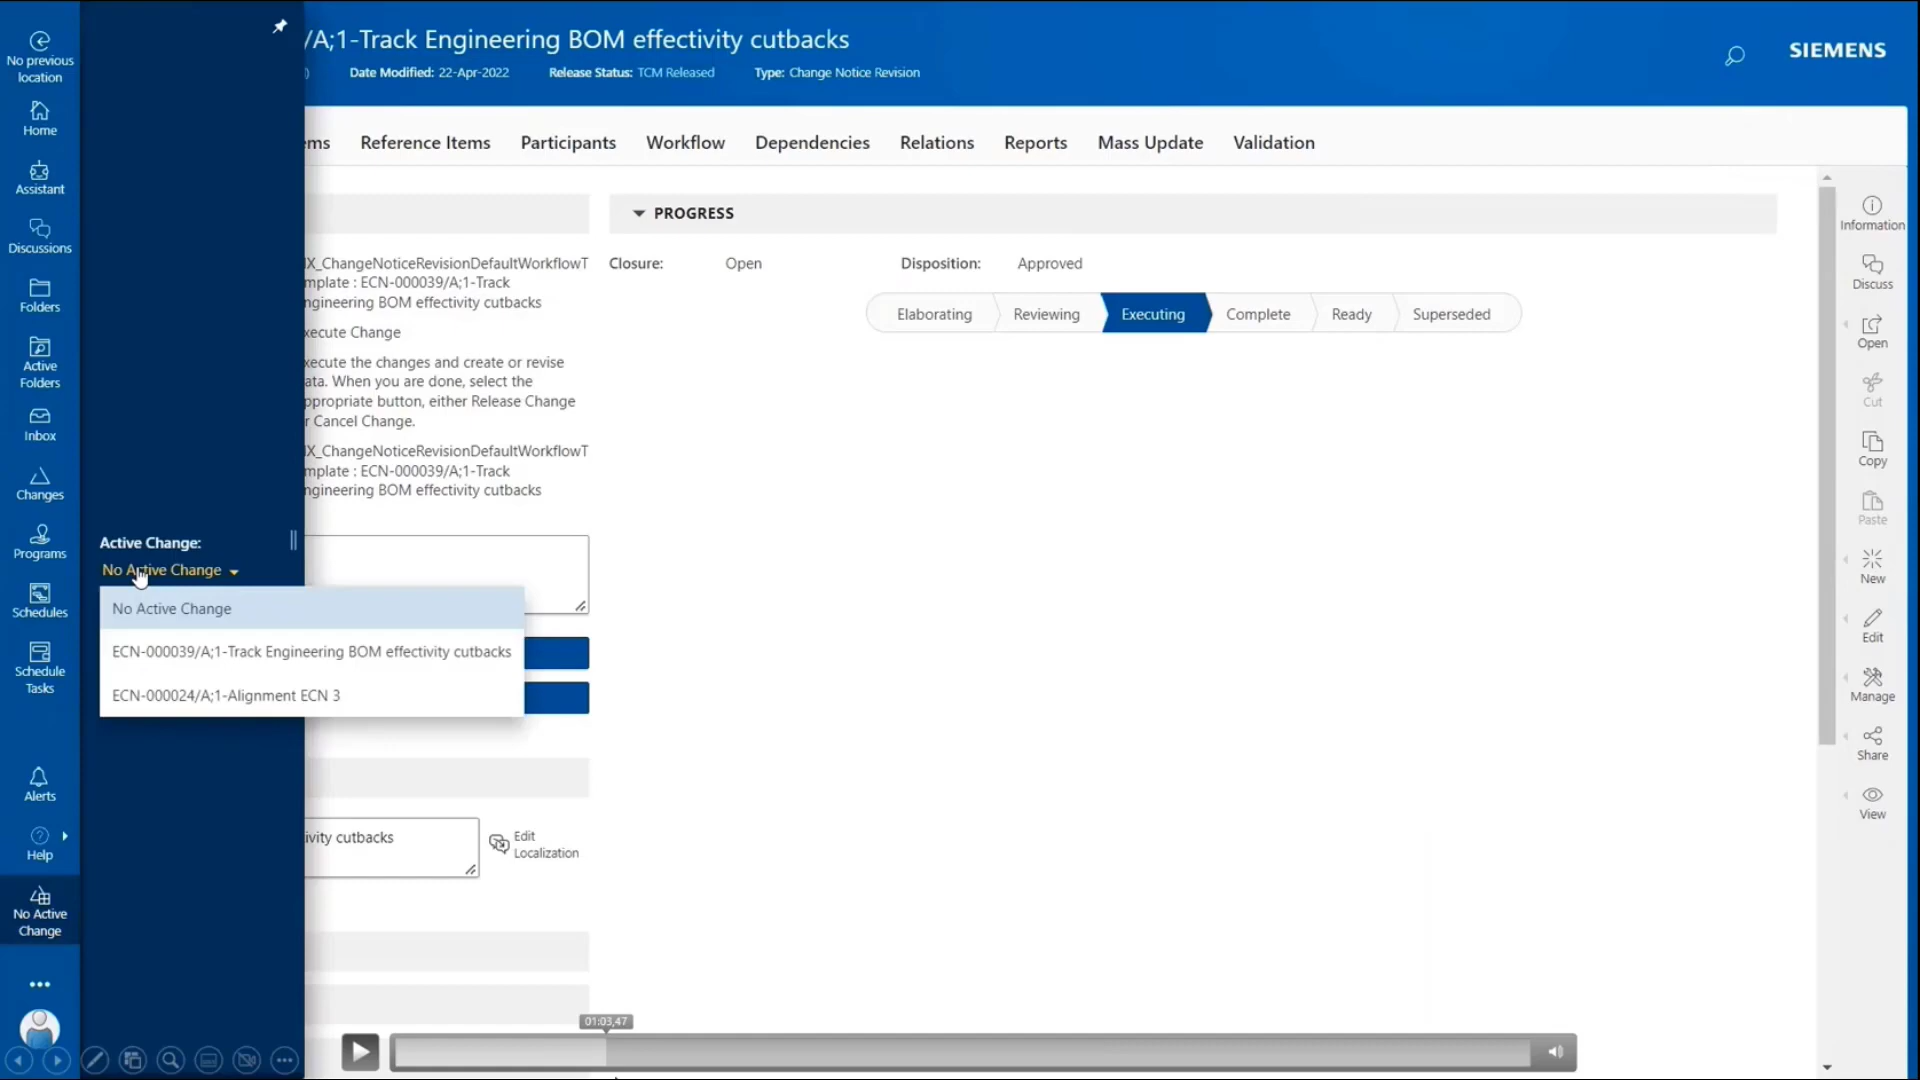 /A;1-Track Engineering BOM effectivity cutbacks
Date Modified: 22-Apr-2022
Release Status: TCM Released
Type: Change Notice Revision
SIEMENS
No previous
location
Home
Assistant
Discussions
Folders
Active
Folders
Inbox
Changes
Programs
Schedules
Schedule
Tasks
Alerts
Help
No Active
Change
ms
Reference Items
Participants
Workflow
Dependencies
Relations
Reports
Mass Update
Validation
X_ChangeNoticeRevisionDefaultWorkflowT
mplate : ECN-000039/A;1-Track
ngineering BOM effectivity cutbacks
xecute Change
xecute the changes and create or revise
ata. When you are done, select the
ppropriate button, either Release Change
r Cancel Change.
X_ChangeNoticeRevisionDefaultWorkflowT
mplate : ECN-000039/A;1-Track
ngineering BOM effectivity cutbacks
Active Change:
No Active Change
No Active Change
ECN-000039/A;1-Track Engineering BOM effectivity cutbacks
ECN-000024/A;1-Alignment ECN 3
ivity cutbacks
Edit
Localization
PROGRESS
Closure:
Open
Disposition:
Approved
Elaborating
Reviewing
Executing
Complete
Ready
Superseded
Information
Discuss
Open
Cut
Copy
Paste
New
Edit
Manage
Share
View
01:03,47